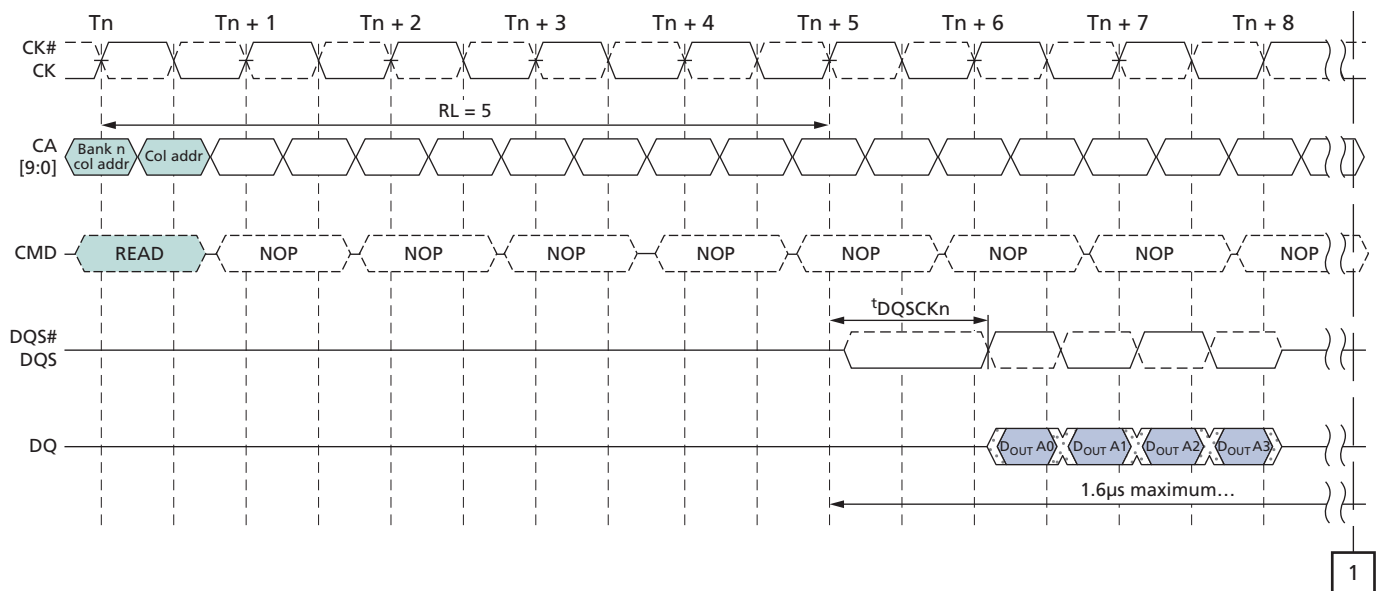 Tn Tn + 1 Tn + 2 Tn + 3 Tn + 4 Tn + 5 Tn + 6 Tn + 7 Tn + 8
CK#
CK
RL = 5
CA
[9:0]
Bank n
col addr
Col addr
CMD READ NOP NOP NOP NOP NOP NOP NOP NOP
tDQSCKn
DQS#
DQS
DQ DOUT A0 DOUT A1 DOUT A2 DOUT A3
1.6µs maximum…
1